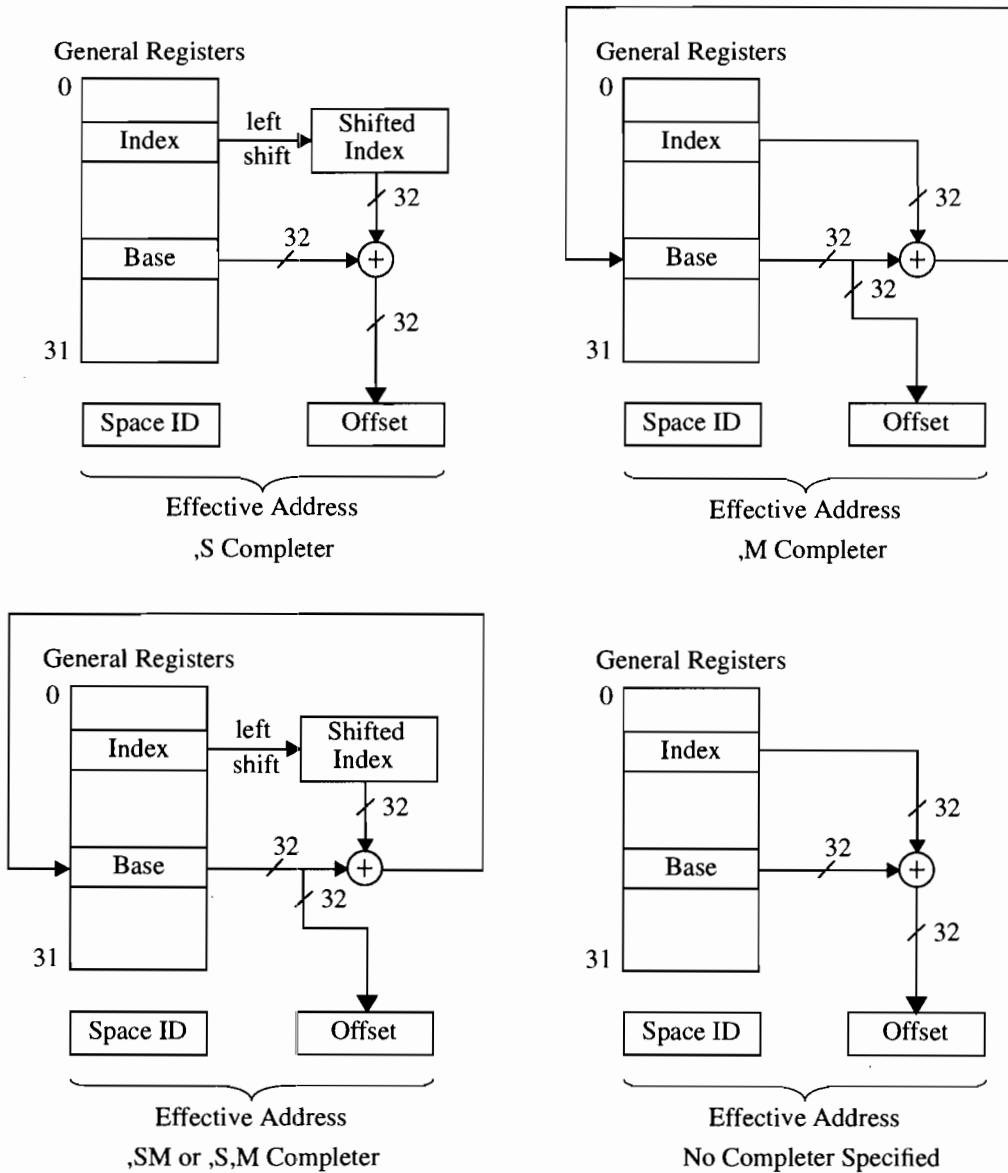 General Registers
0
Index
left
shift
Shifted
Index
32
Base
32
32
31
Space ID
Offset
Effective Address
,S Completer
General Registers
0
Index
32
Base
32
32
31
Space ID
Offset
Effective Address
,M Completer
General Registers
0
Index
left
shift
Shifted
Index
32
Base
32
32
31
Space ID
Offset
Effective Address
,SM or ,S,M Completer
General Registers
0
Index
32
Base
32
32
31
Space ID
Offset
Effective Address
No Completer Specified